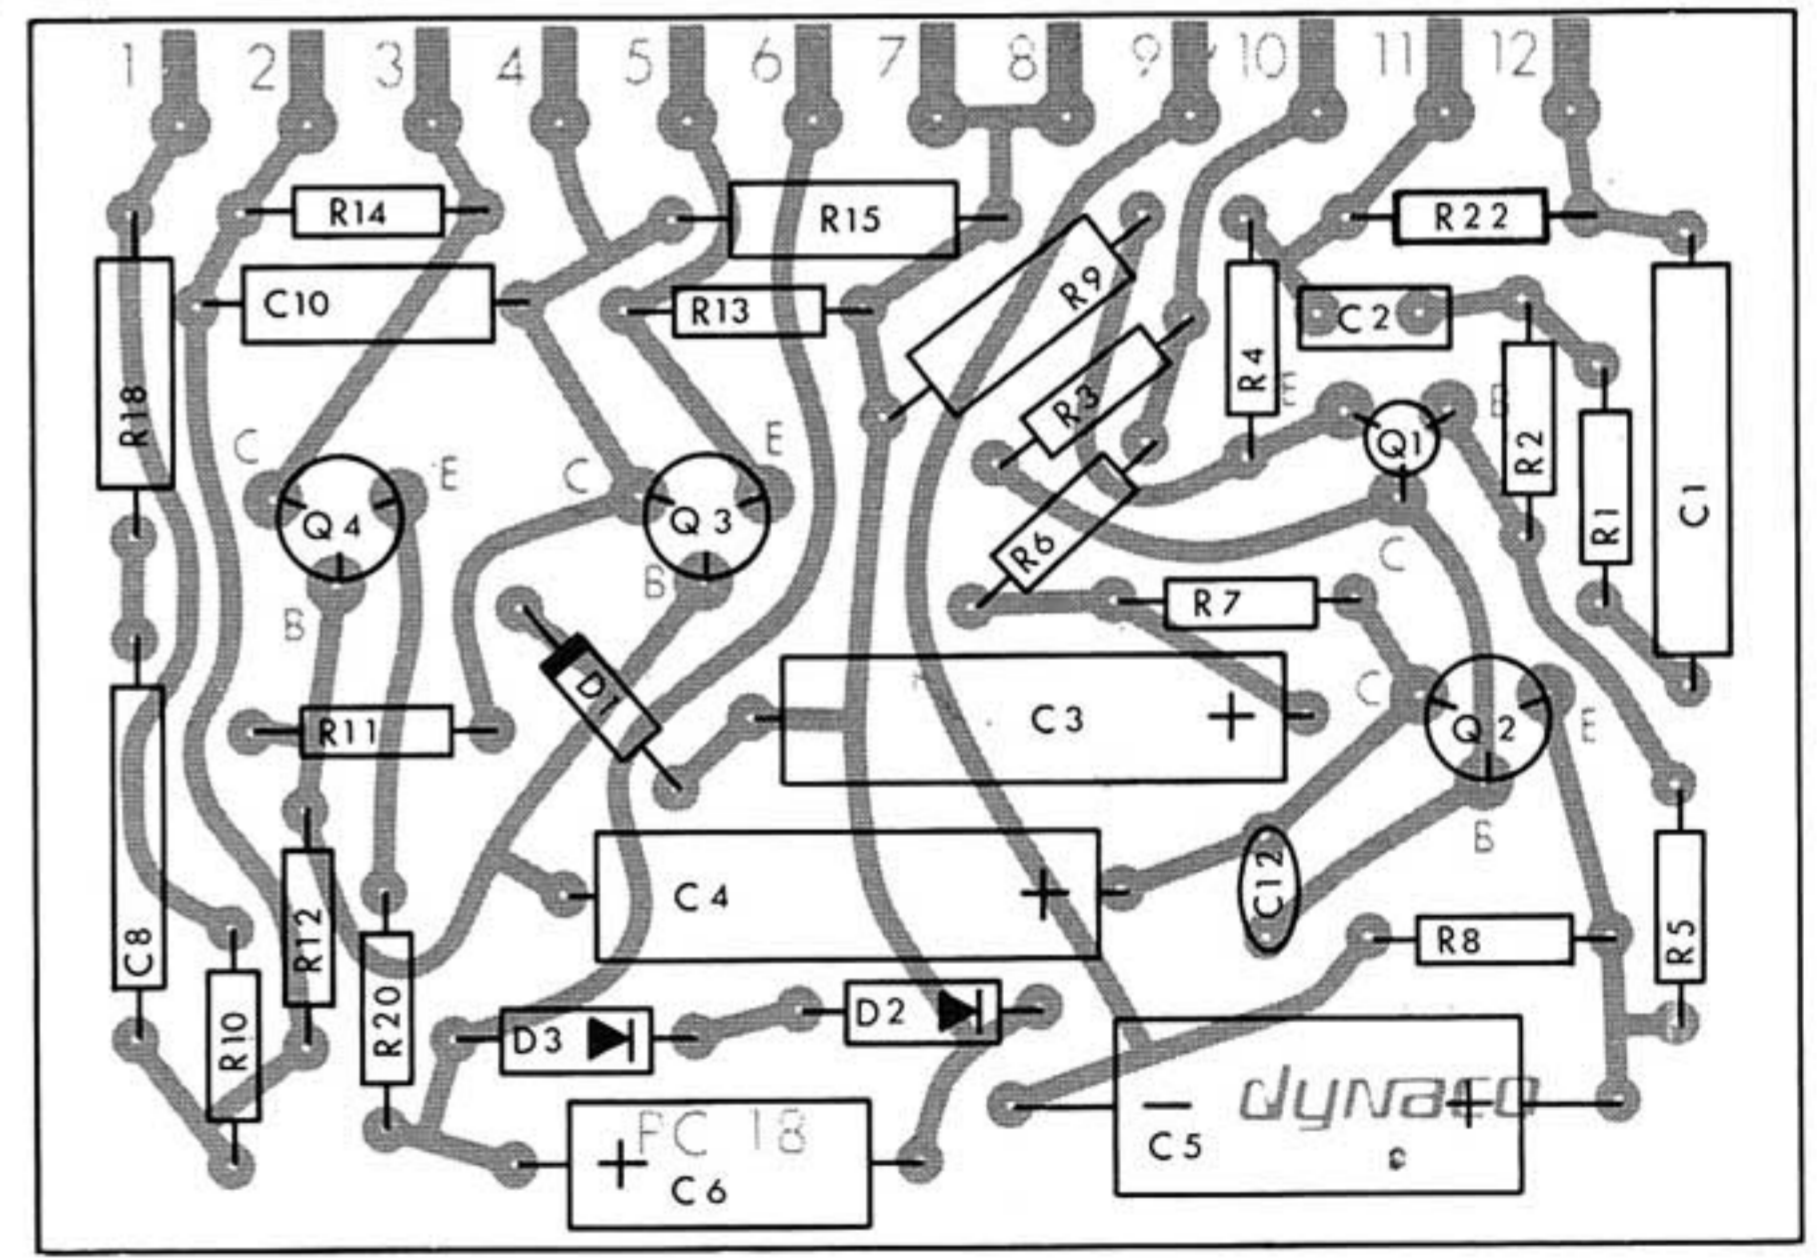 1 2 3 4 5 6 7 8 9 10 11 12
R14 R15 R22
C10 R13 R9 C2
R18 R3 R4 E B
C E C E Q1 R2
Q4 Q3 R6 R1 C1
B B C
R7
D1 C
R11 C3 + Q2 E
B
C4 + C12
C8 R12 R8 R5
R10 R20 D3 D2
PC 18 dynaco
+ − +
C6 C5